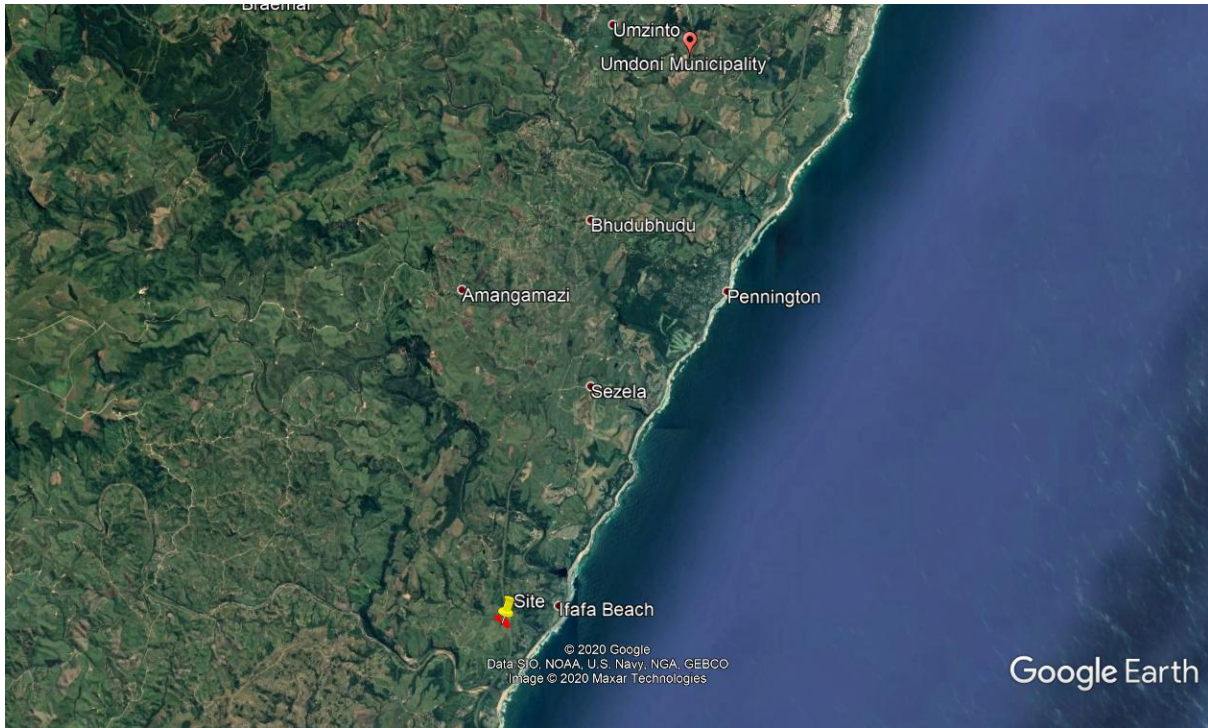 Braemar
Umzinto
Umdoni Municipality
Bhudubhudu
Amangamazi
Pennington
Sezela
Site
Ifafa Beach
© 2020 Google
Data SIO, NOAA, U.S. Navy, NGA, GEBCO
Image © 2020 Maxar Technologies
Google Earth